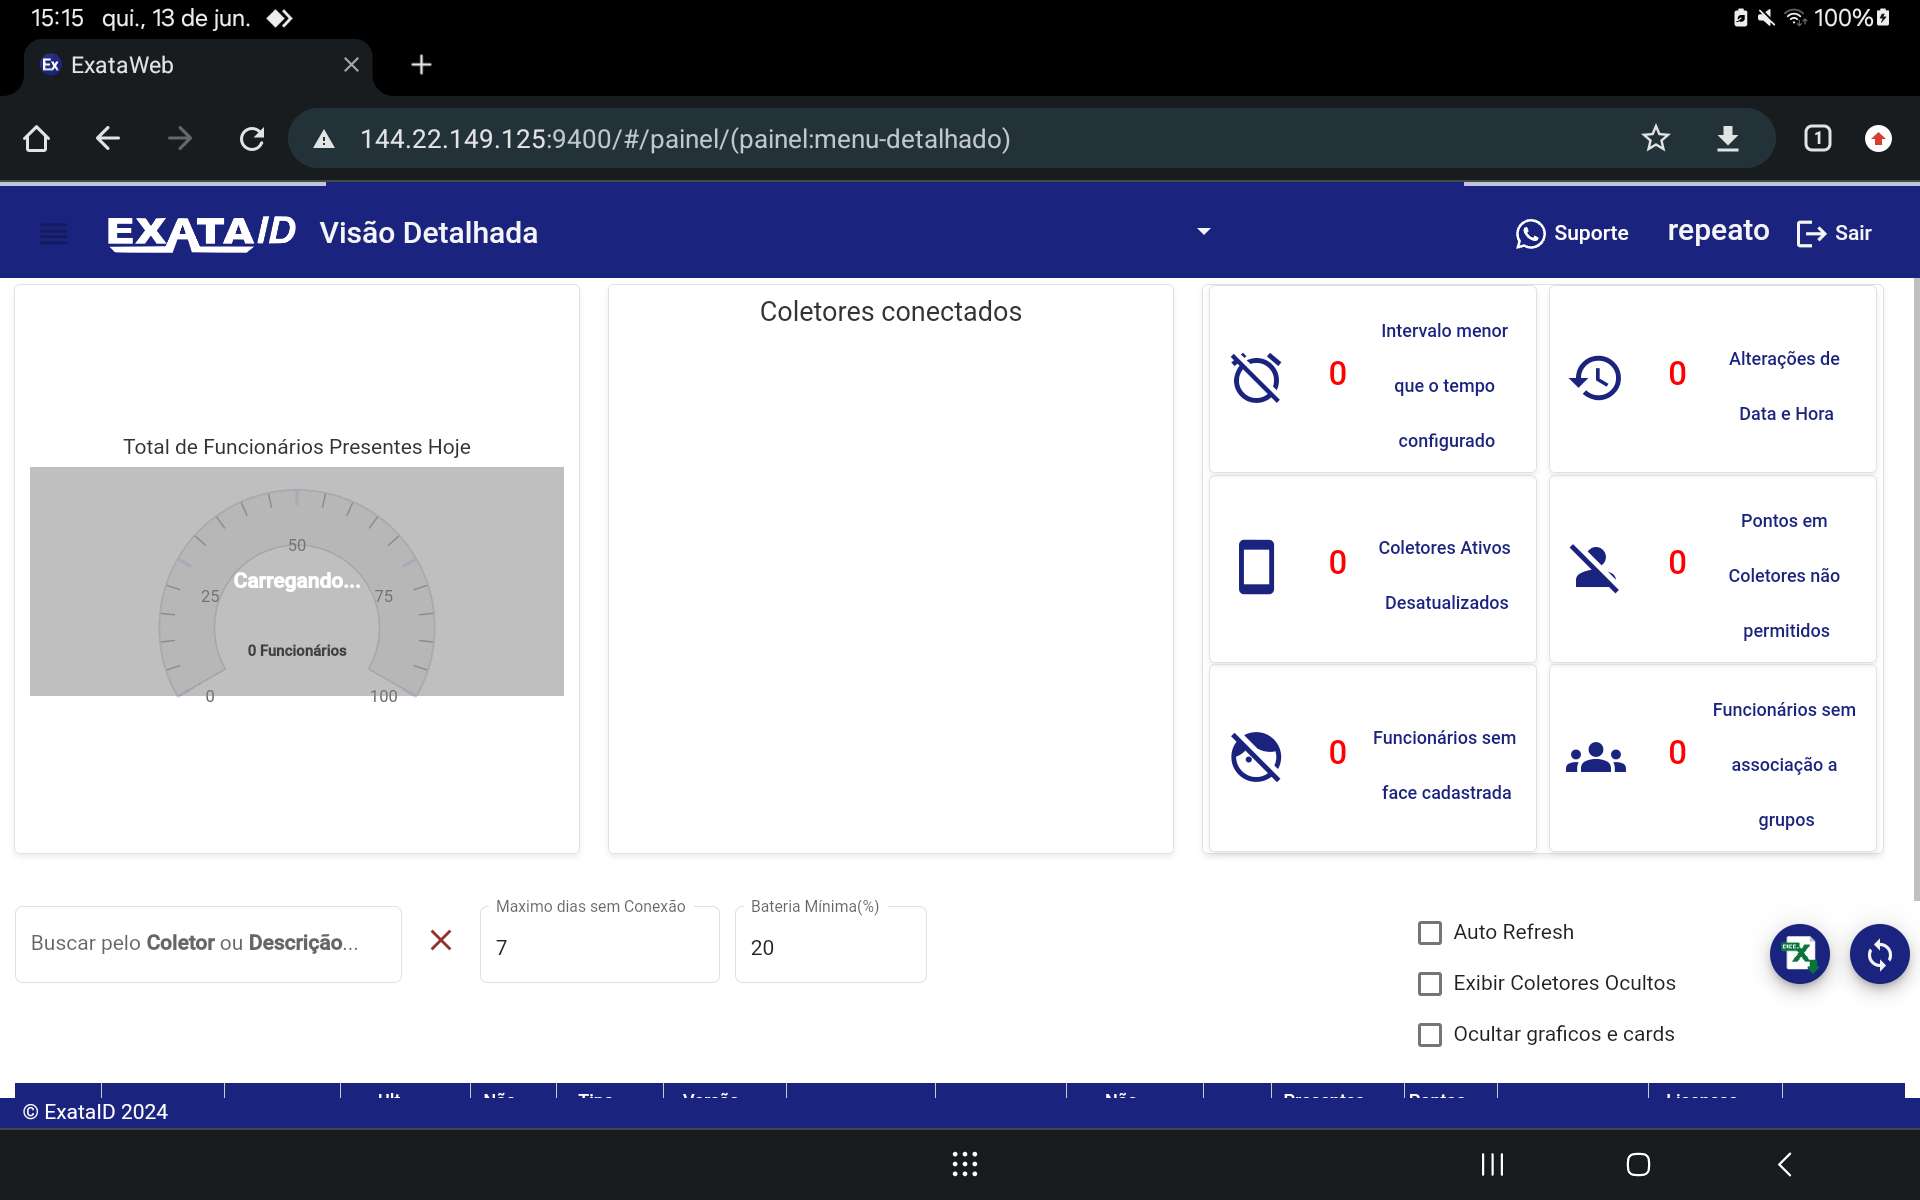 15:15 qui., 13 de jun. 100%
Ex ExataWeb
144.22.149.125:9400/#/painel/(painel:menu-detalhado) 1
EXATAID Visão Detalhada Suporte repeato Sair
Total de Funcionários Presentes Hoje
50
Carregando...
25 75
0 Funcionários
0 100
Coletores conectados
0 Intervalo menor
que o tempo
configurado
0 Alterações de
Data e Hora
0 Coletores Ativos
Desatualizados
0 Pontos em
Coletores não
permitidos
0 Funcionários sem
face cadastrada
0 Funcionários sem
associação a
grupos
Buscar pelo Coletor ou Descrição...
Maximo dias sem Conexão
7
Bateria Mínima(%)
20
Auto Refresh
Exibir Coletores Ocultos
Ocultar graficos e cards
© ExataID 2024